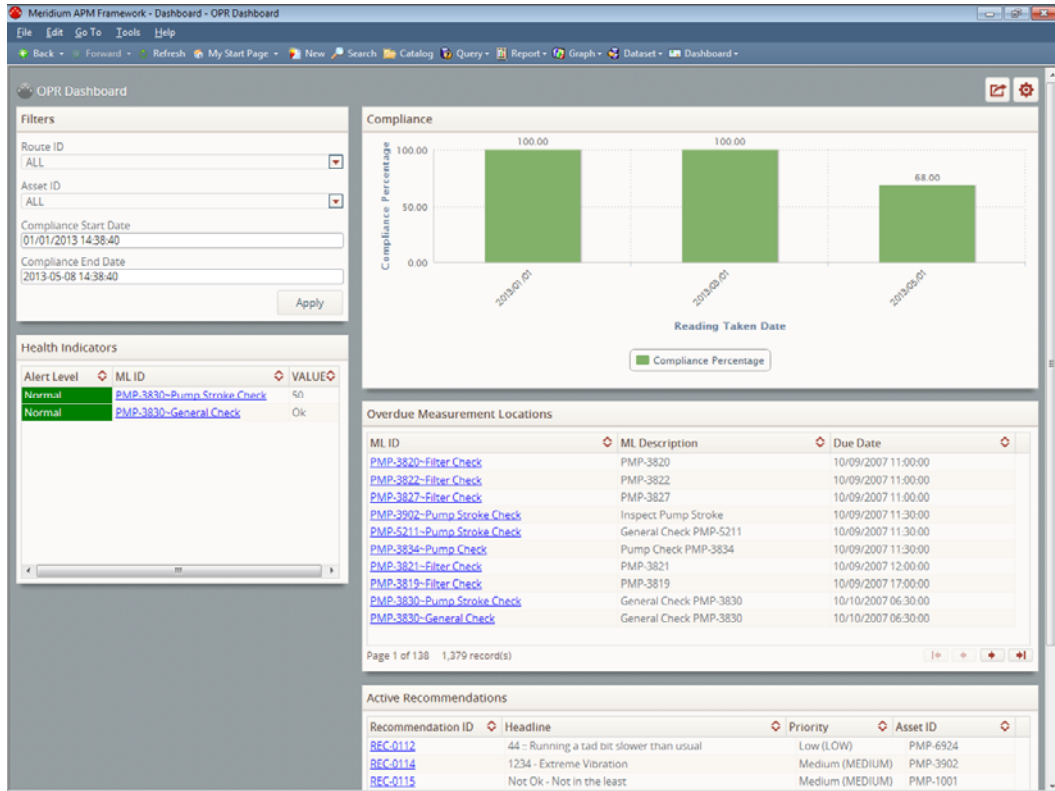 Meridium APM Framework - Dashboard - OPR Dashboard
File Edit Go To Tools Help
Back Forward Refresh My Start Page New Search Catalog Query Report Graph Dataset Dashboard
OPR Dashboard
Filters
Route ID
ALL
Asset ID
ALL
Compliance Start Date
01/01/2013 14:38:40
Compliance End Date
2013-05-08 14:38:40
Apply
Health Indicators
Alert Level ML ID VALUE
Normal PMP-3830~Pump Stroke Check 50
Normal PMP-3830~General Check Ok
Compliance
Compliance Percentage
100.00
50.00
0.00
100.00 100.00 68.00
2013/01/01 2013/03/01 2013/05/01
Reading Taken Date
Compliance Percentage
Overdue Measurement Locations
ML ID ML Description Due Date
PMP-3820~Filter Check PMP-3820 10/09/2007 11:00:00
PMP-3822~Filter Check PMP-3822 10/09/2007 11:00:00
PMP-3827~Filter Check PMP-3827 10/09/2007 11:00:00
PMP-3902~Pump Stroke Check Inspect Pump Stroke 10/09/2007 11:30:00
PMP-5211~Pump Stroke Check General Check PMP-5211 10/09/2007 11:30:00
PMP-3834~Pump Check Pump Check PMP-3834 10/09/2007 11:30:00
PMP-3821~Filter Check PMP-3821 10/09/2007 12:00:00
PMP-3819~Filter Check PMP-3819 10/09/2007 17:00:00
PMP-3830~Pump Stroke Check General Check PMP-3830 10/10/2007 06:30:00
PMP-3830~General Check General Check PMP-3830 10/10/2007 06:30:00
Page 1 of 138 1,379 record(s)
Active Recommendations
Recommendation ID Headline Priority Asset ID
REC-0112 44 :: Running a tad bit slower than usual Low (LOW) PMP-6924
REC-0114 1234 - Extreme Vibration Medium (MEDIUM) PMP-3902
REC-0115 Not Ok - Not in the least Medium (MEDIUM) PMP-1001